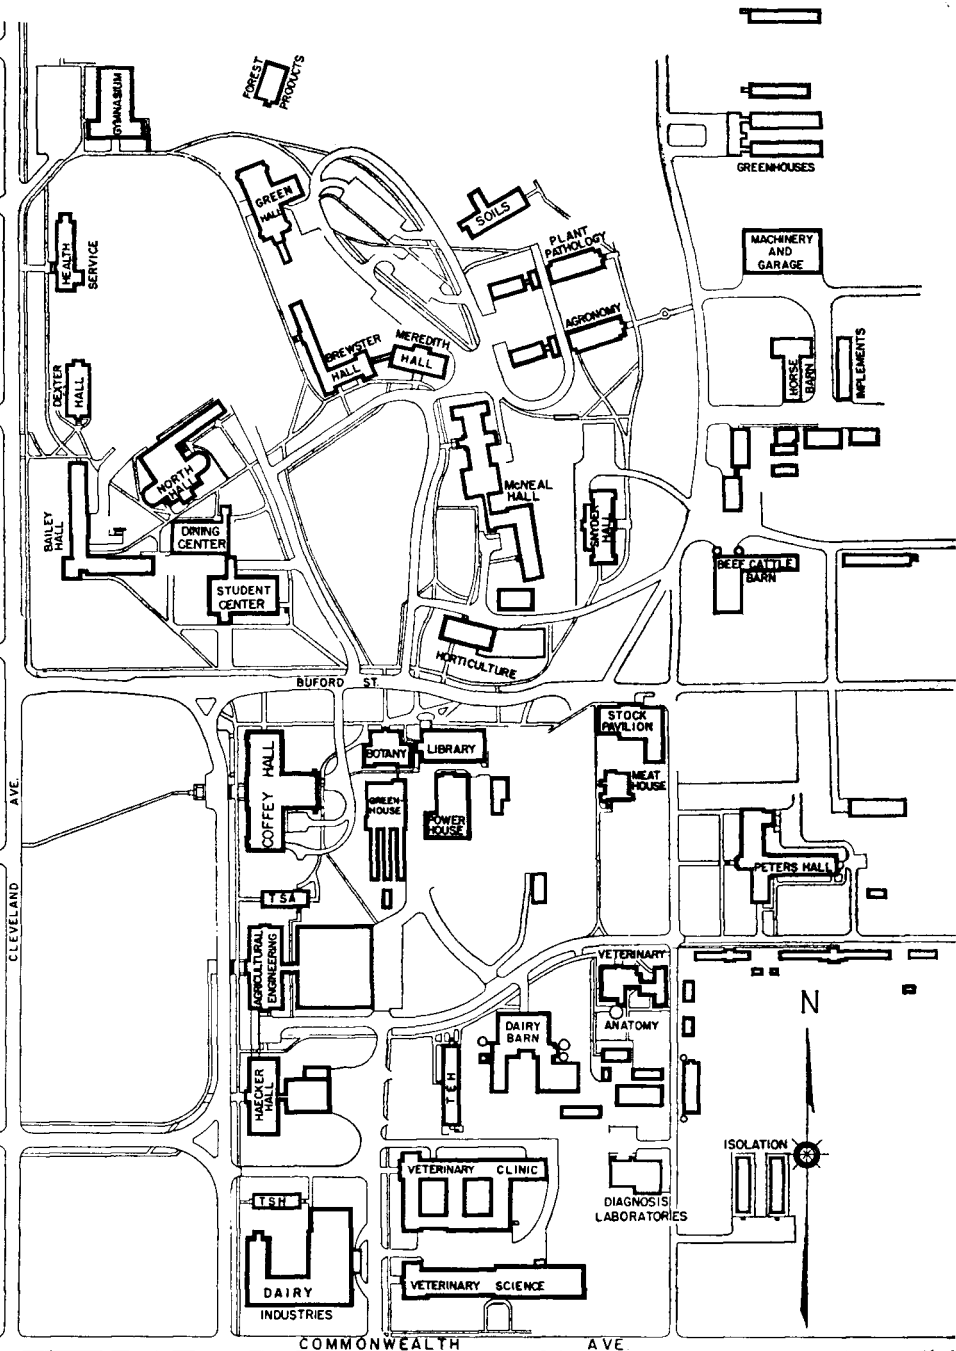 GYMNASIUM
FOREST
PRODUCTS
GREENHOUSES
GREEN
HALL
SOILS
HEALTH
SERVICE
PLANT
PATHOLOGY
MACHINERY
AND
GARAGE
AGRONOMY
BREWSTER
HALL
MEREDITH
HALL
HORSE
BARN
IMPLEMENTS
DEXTER
HALL
NORTH
HALL
McNEAL
HALL
BAILEY
HALL
DINING
CENTER
SNYDER
HALL
BEEF CATTLE
BARN
STUDENT
CENTER
HORTICULTURE
BUFORD ST.
STOCK
PAVILION
COFFEY HALL
BOTANY
LIBRARY
MEAT
HOUSE
GREEN-
HOUSE
POWER
HOUSE
CLEVELAND AVE.
PETERS HALL
TSA
AGRICULTURAL
ENGINEERING
VETERINARY
ANATOMY
N
DAIRY
BARN
HAECKER
HALL
TEH
ISOLATION
VETERINARY CLINIC
DIAGNOSIS
LABORATORIES
TSH
DAIRY
INDUSTRIES
VETERINARY SCIENCE
COMMONWEALTH AVE.